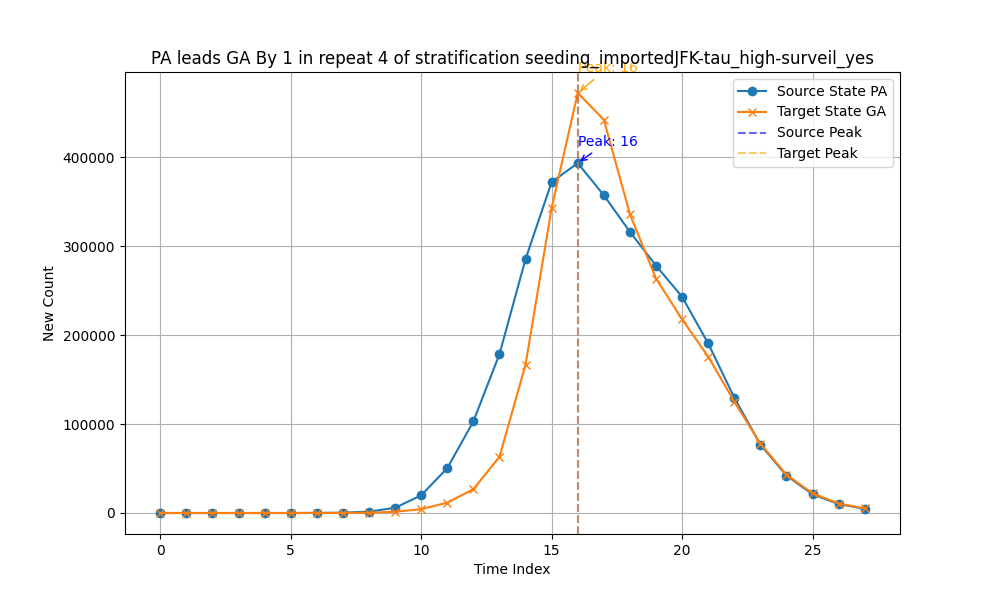 PA leads GA By 1 in repeat 4 of stratification seeding_importedJFK-tau_high-surveil_yes
Peak: 16
Peak: 16
Source State PA
Target State GA
Source Peak
Target Peak
New Count
400000
300000
200000
100000
0
0 5 10 15 20 25
Time Index